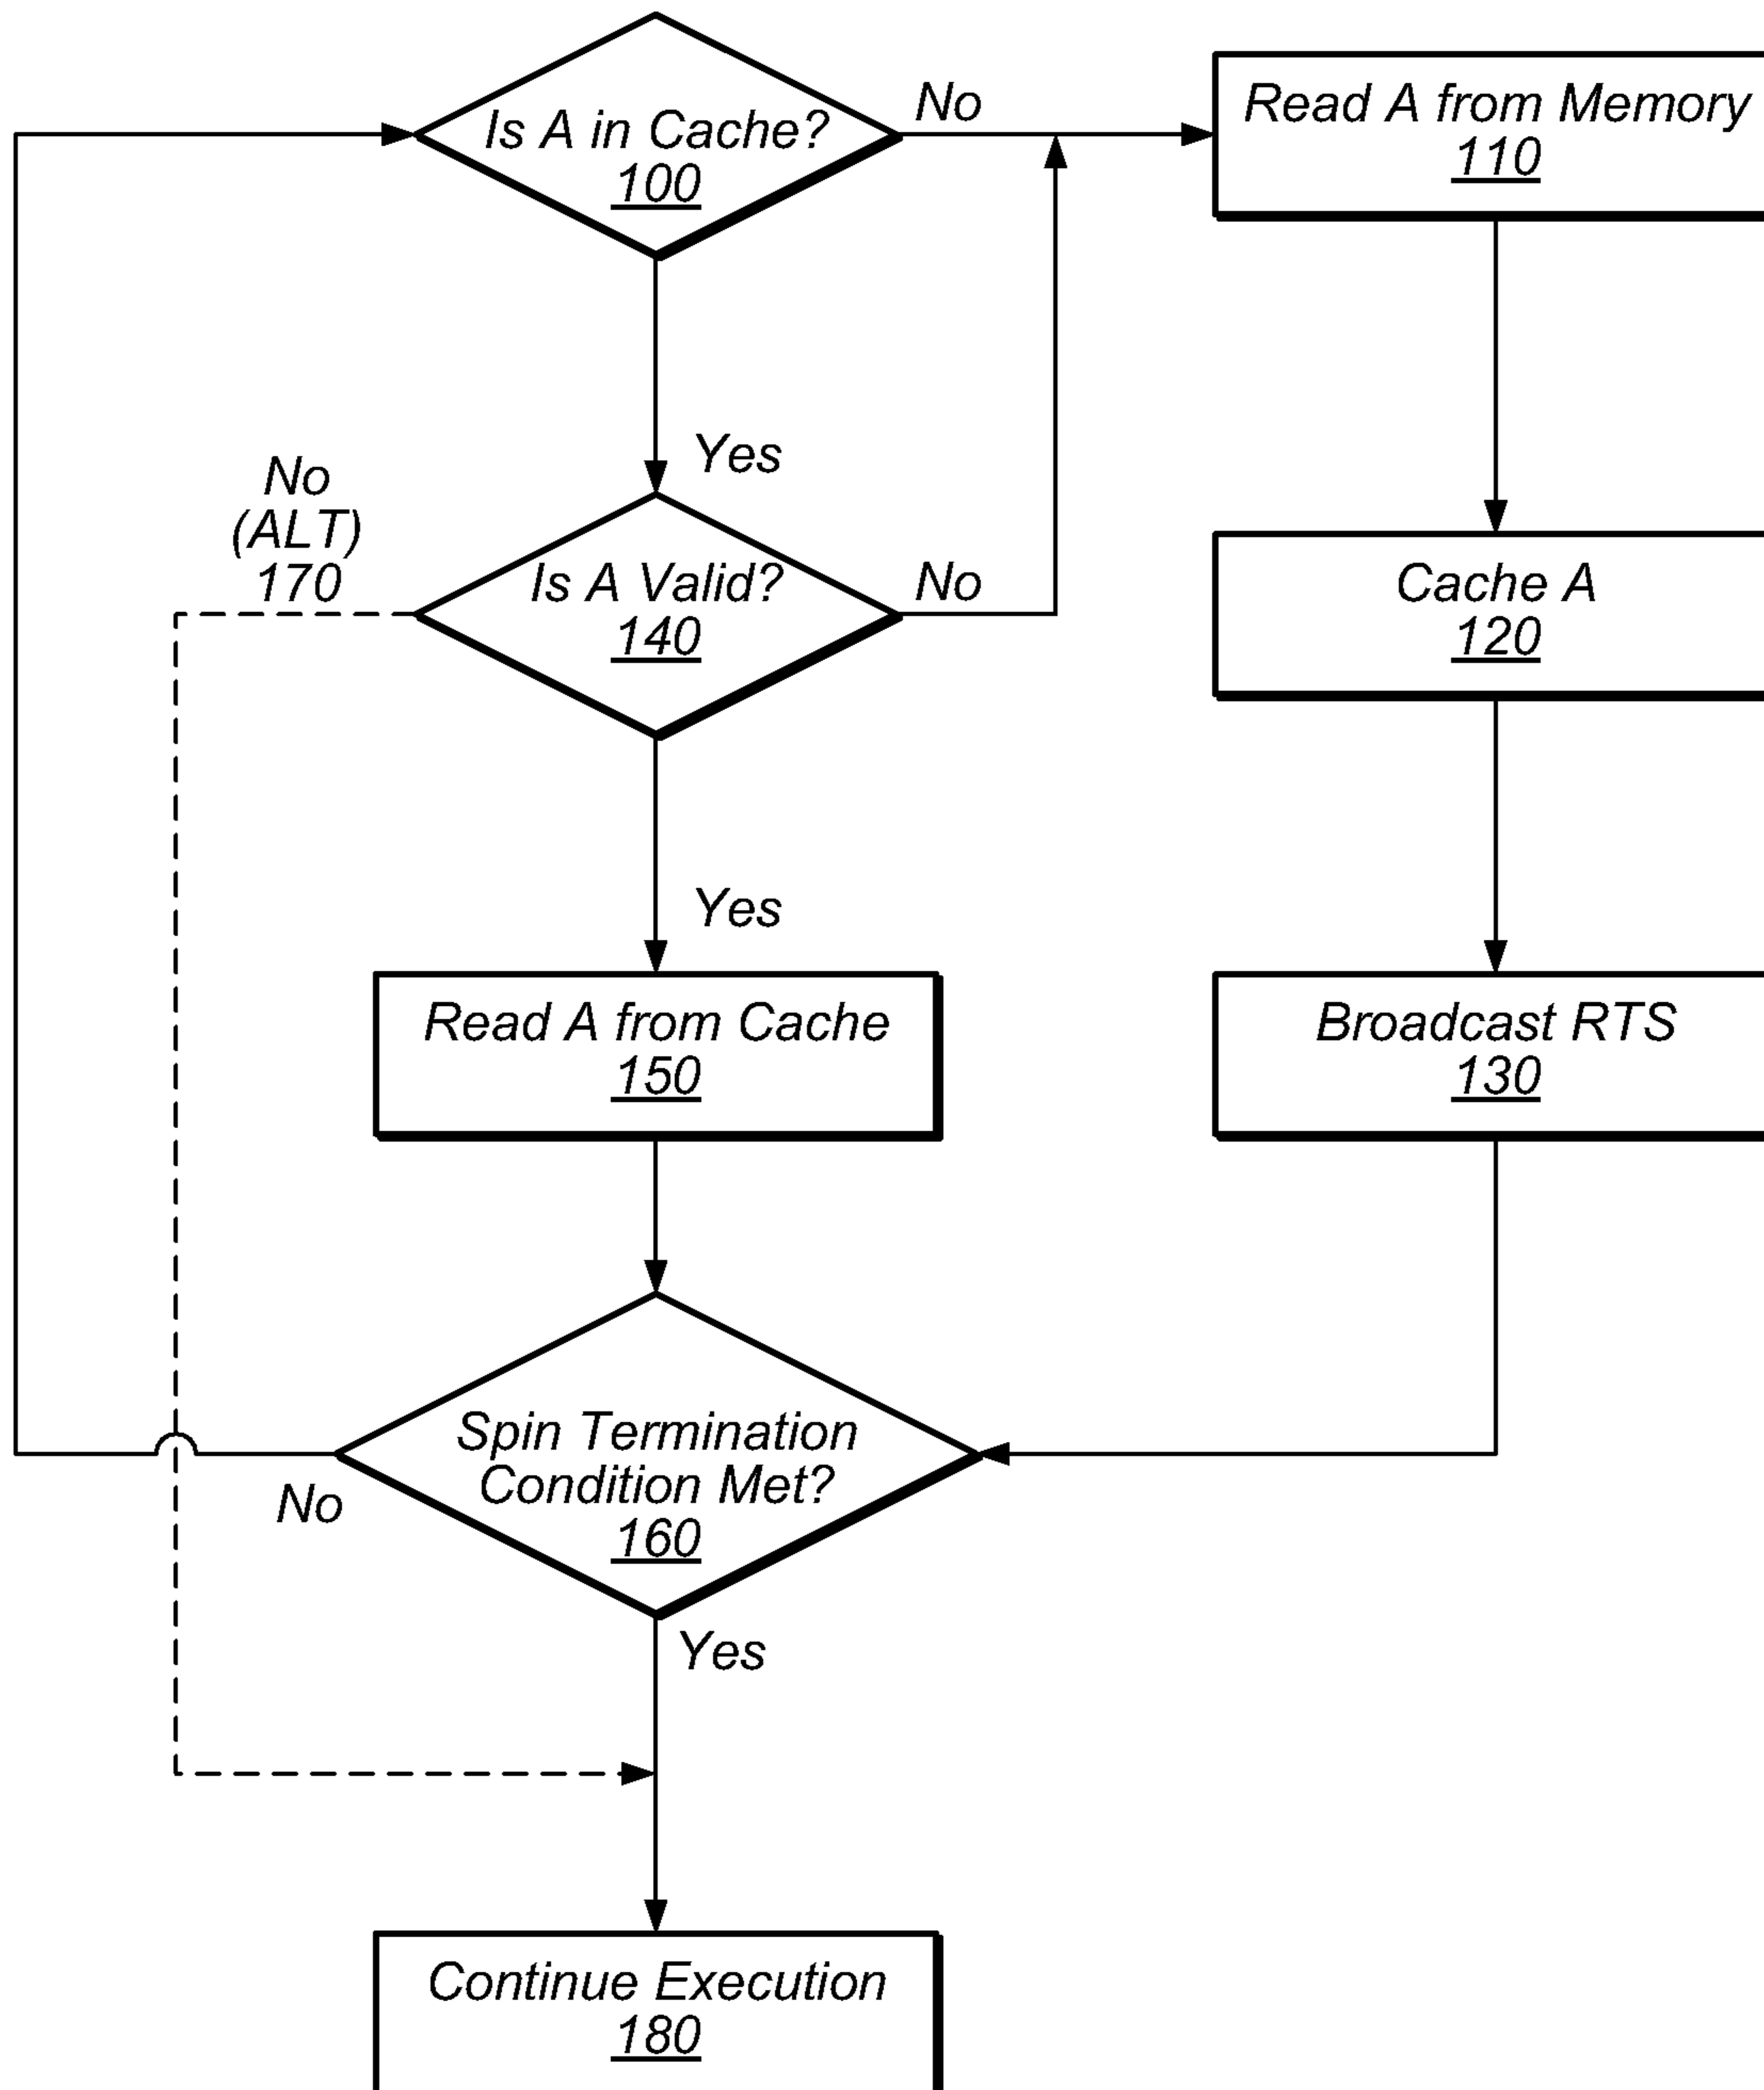 Is A in Cache?
100
No
Read A from Memory
110
Yes
No
(ALT)
170
Is A Valid?
140
No
Cache A
120
Yes
Read A from Cache
150
Broadcast RTS
130
Spin Termination
Condition Met?
160
No
Yes
Continue Execution
180